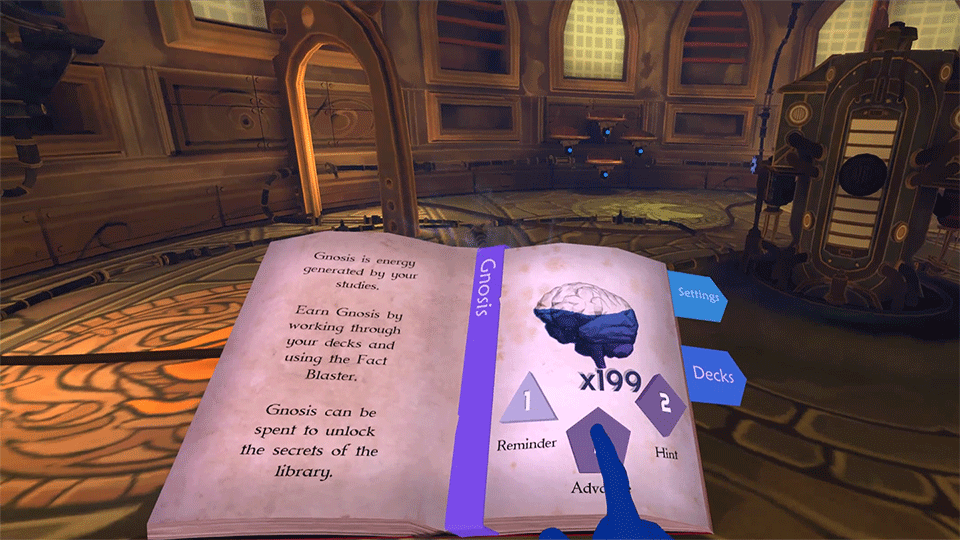 Gnosis is energy
generated by your
studies.
Earn Gnosis by
working through
your decks and
using the Fact
Blaster.
Gnosis can be
spent to unlock
the secrets of the
library.
Gnosis
x199
1
Reminder
2
Hint
Settings
Decks